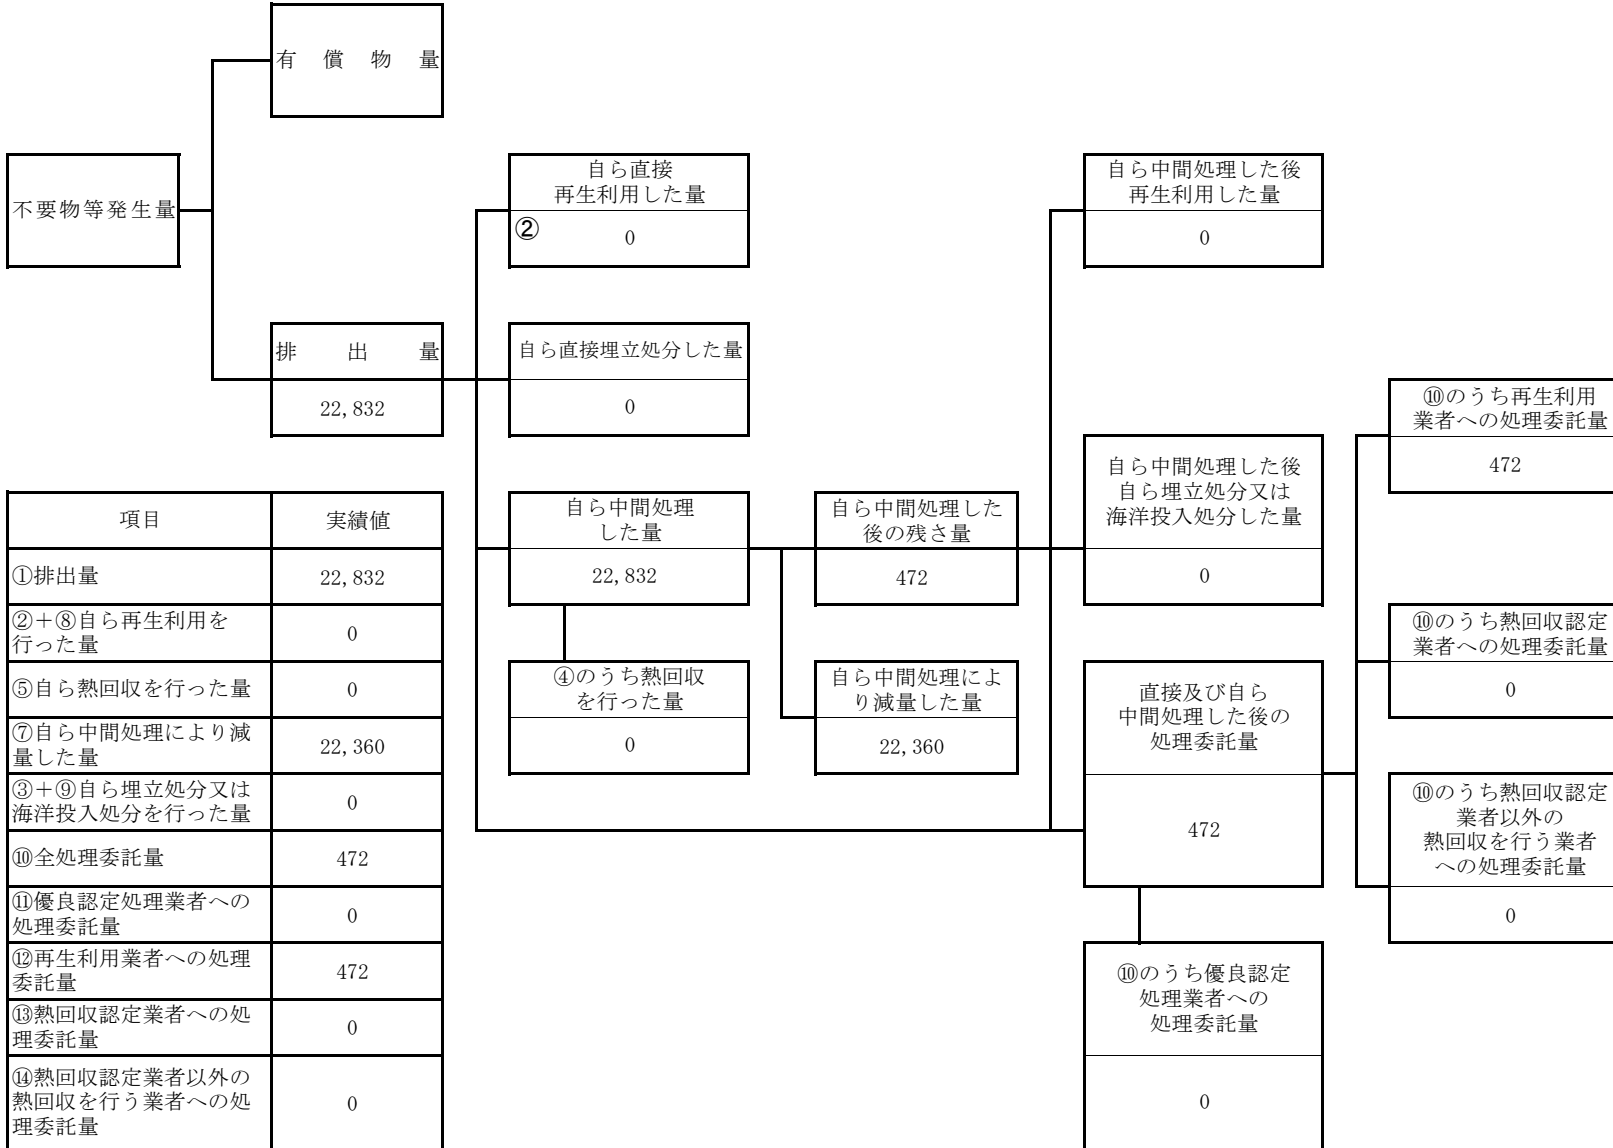 有償物量
不要物等発生量
自ら直接
再生利用した量
②
0
自ら中間処理した後
再生利用した量
0
排出量
22,832
自ら直接埋立処分した量
0
自ら中間処理
した量
22,832
自ら中間処理した
後の残さ量
472
自ら中間処理した後
自ら埋立処分又は
海洋投入処分した量
0
⑩のうち再生利用
業者への処理委託量
472
④のうち熱回収
を行った量
0
自ら中間処理によ
り減量した量
22,360
直接及び自ら
中間処理した後の
処理委託量
472
⑩のうち熱回収認定
業者への処理委託量
0
⑩のうち熱回収認定
業者以外の
熱回収を行う業者
への処理委託量
0
⑩のうち優良認定
処理業者への
処理委託量
0
項目 実績値
①排出量 22,832
②＋⑧自ら再生利用を
行った量 0
⑤自ら熱回収を行った量 0
⑦自ら中間処理により減
量した量 22,360
③＋⑨自ら埋立処分又は
海洋投入処分を行った量 0
⑩全処理委託量 472
⑪優良認定処理業者への
処理委託量 0
⑫再生利用業者への処理
委託量 472
⑬熱回収認定業者への処
理委託量 0
⑭熱回収認定業者以外の
熱回収を行う業者への処
理委託量 0